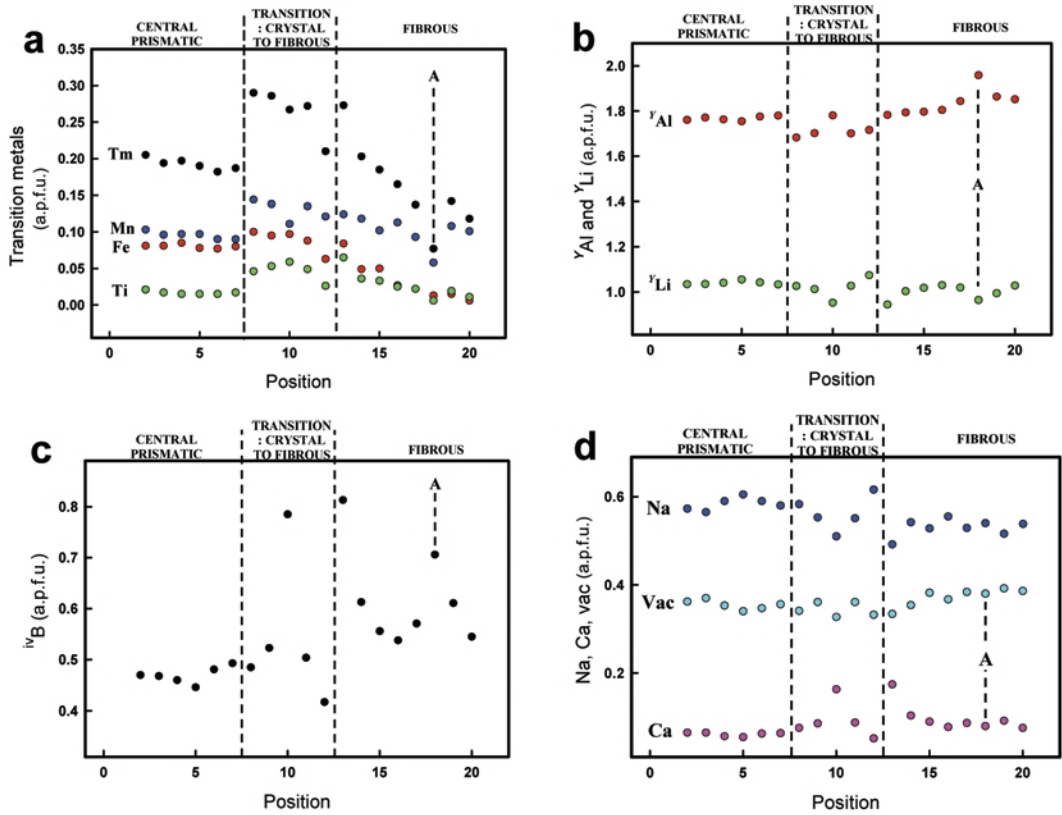 a
CENTRAL
PRISMATIC
TRANSITION
: CRYSTAL
TO FIBROUS
FIBROUS
0.35
0.30
0.25
0.20
0.15
0.10
0.05
0.00
Transition metals
(a.p.f.u.)
Tm
Mn
Fe
Ti
A
0
5
10
15
20
Position
b
CENTRAL
PRISMATIC
TRANSITION
: CRYSTAL
TO FIBROUS
FIBROUS
2.0
1.8
1.6
1.4
1.2
1.0
YAl and YLi (a.p.f.u.)
YAl
YLi
A
0
5
10
15
20
Position
c
CENTRAL
PRISMATIC
TRANSITION
: CRYSTAL
TO FIBROUS
FIBROUS
0.8
0.7
0.6
0.5
0.4
ivB (a.p.f.u.)
A
0
5
10
15
20
Position
d
CENTRAL
PRISMATIC
TRANSITION
: CRYSTAL
TO FIBROUS
FIBROUS
0.6
0.4
0.2
Na, Ca, vac (a.p.f.u.)
Na
Vac
Ca
A
0
5
10
15
20
Position